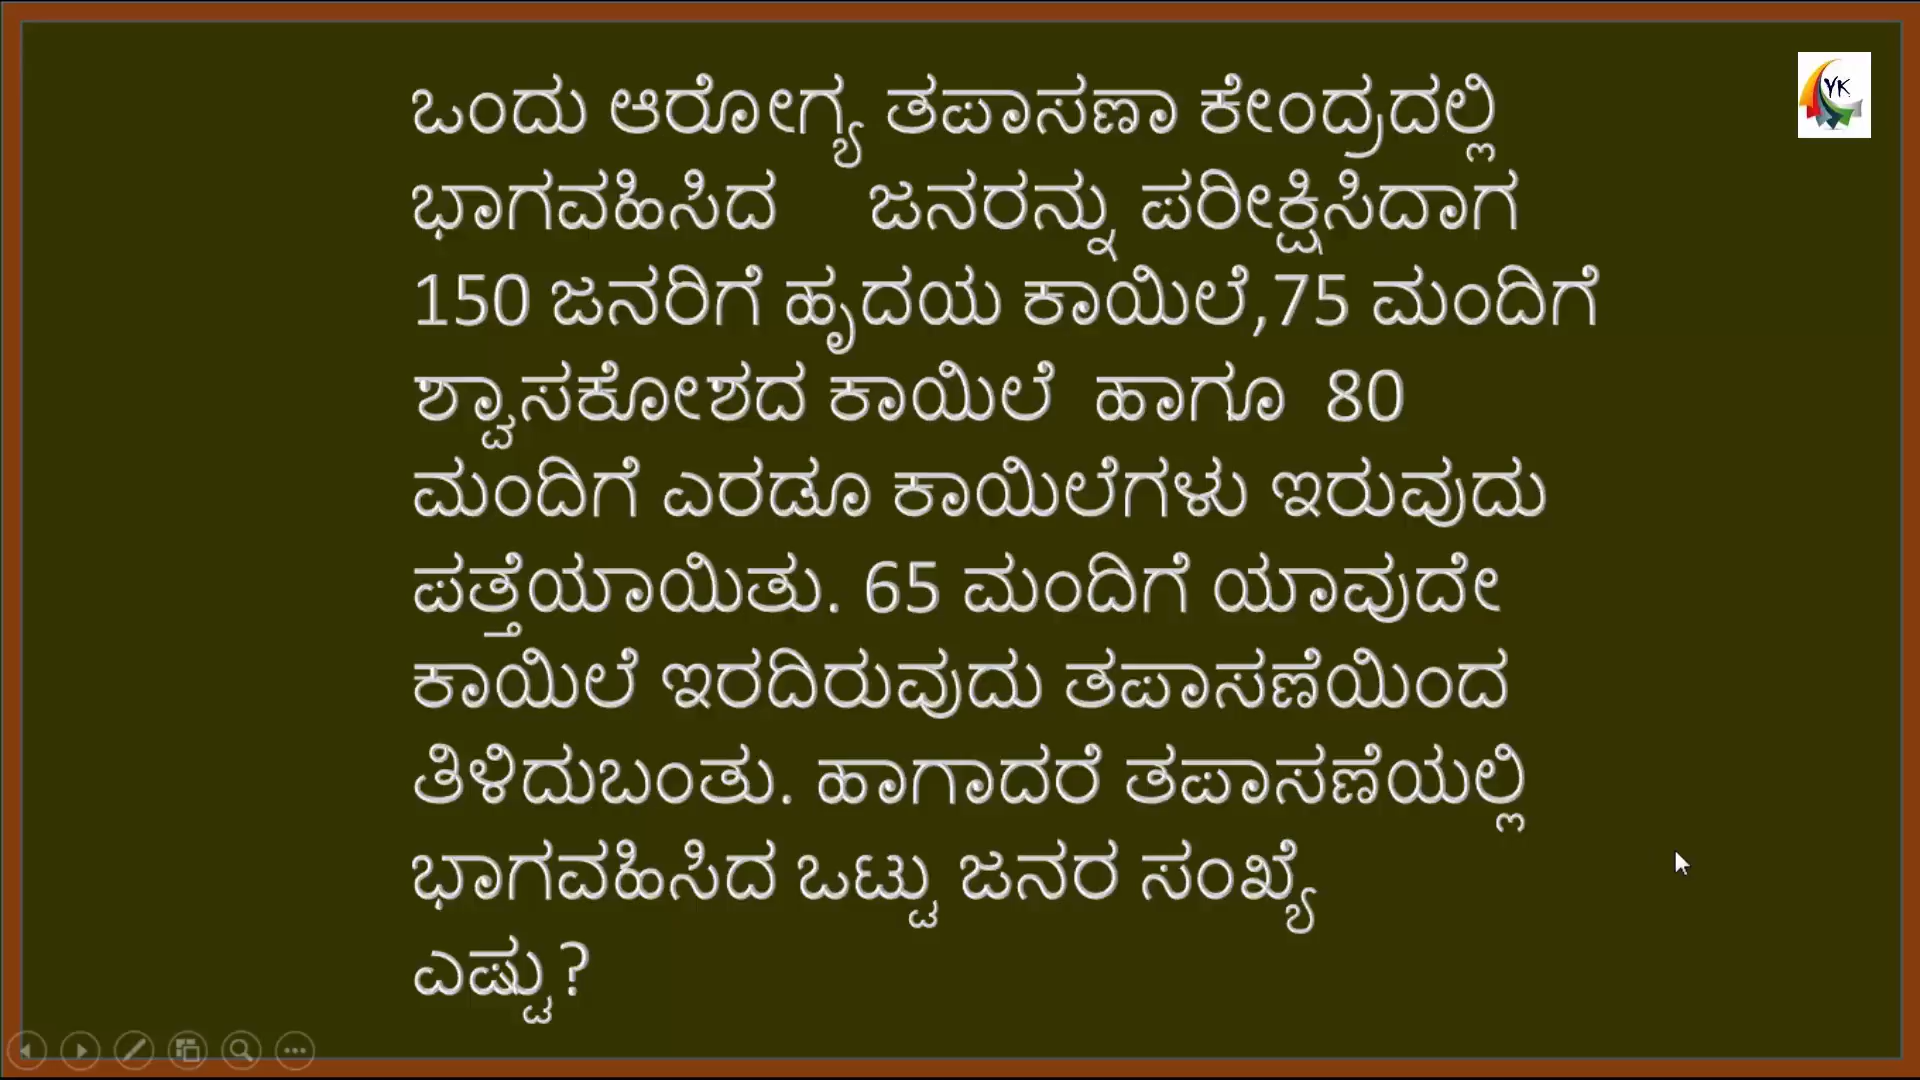 ಒಂದು ಆರೋಗ್ಯ ತಪಾಸಣಾ ಕೇಂದ್ರದಲ್ಲಿ
YK
ಭಾಗವಹಿಸಿದ ಜನರನ್ನು ಪರೀಕ್ಷಿಸಿದಾಗ
150 ಜನರಿಗೆ ಹೃದಯ ಕಾಯಿಲೆ,75 ಮಂದಿಗೆ
ಶ್ವಾಸಕೋಶದ ಕಾಯಿಲೆ ಹಾಗೂ 80
ಮಂದಿಗೆ ಎರಡೂ ಕಾಯಿಲೆಗಳು ಇರುವುದು
ಪತ್ತೆಯಾಯಿತು. 65 ಮಂದಿಗೆ ಯಾವುದೇ
ಕಾಯಿಲೆ ಇರದಿರುವುದು ತಪಾಸಣೆಯಿಂದ
ತಿಳಿದುಬಂತು. ಹಾಗಾದರೆ ತಪಾಸಣೆಯಲ್ಲಿ
ಭಾಗವಹಿಸಿದ ಒಟ್ಟು ಜನರ ಸಂಖ್ಯೆ
ಎಷ್ಟು?